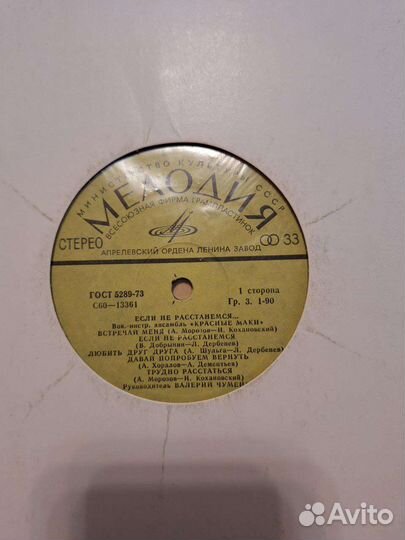 МИНИСТЕРСТВО КУЛЬТУРЫ СССР
МЕЛОДИЯ
ВСЕСОЮЗНАЯ ФИРМА ГРАМПЛАСТИНОК
СТЕРЕО
33
АПРЕЛЕВСКИЙ ОРДЕНА ЛЕНИНА ЗАВОД
ГОСТ 5289-73
1 сторона
С60—13361
Гр. 3. 1-90
ЕСЛИ НЕ РАССТАНЕМСЯ...
Вок.-инстр. ансамбль «КРАСНЫЕ МАКИ»
ВСТРЕЧАЙ МЕНЯ (А. Морозов—И. Кохановский)
ЕСЛИ НЕ РАССТАНЕМСЯ
(В. Добрынин—Л. Дербенев)
ЛЮБИТЬ ДРУГ ДРУГА (А. Шульга—Л. Дербенев)
ДАВАЙ ПОПРОБУЕМ ВЕРНУТЬ
(А. Хоралов—А. Дементьев)
ТРУДНО РАССТАТЬСЯ
(А. Морозов—И. Кохановский)
Руководитель ВАЛЕРИЙ ЧУМЕН
Avito